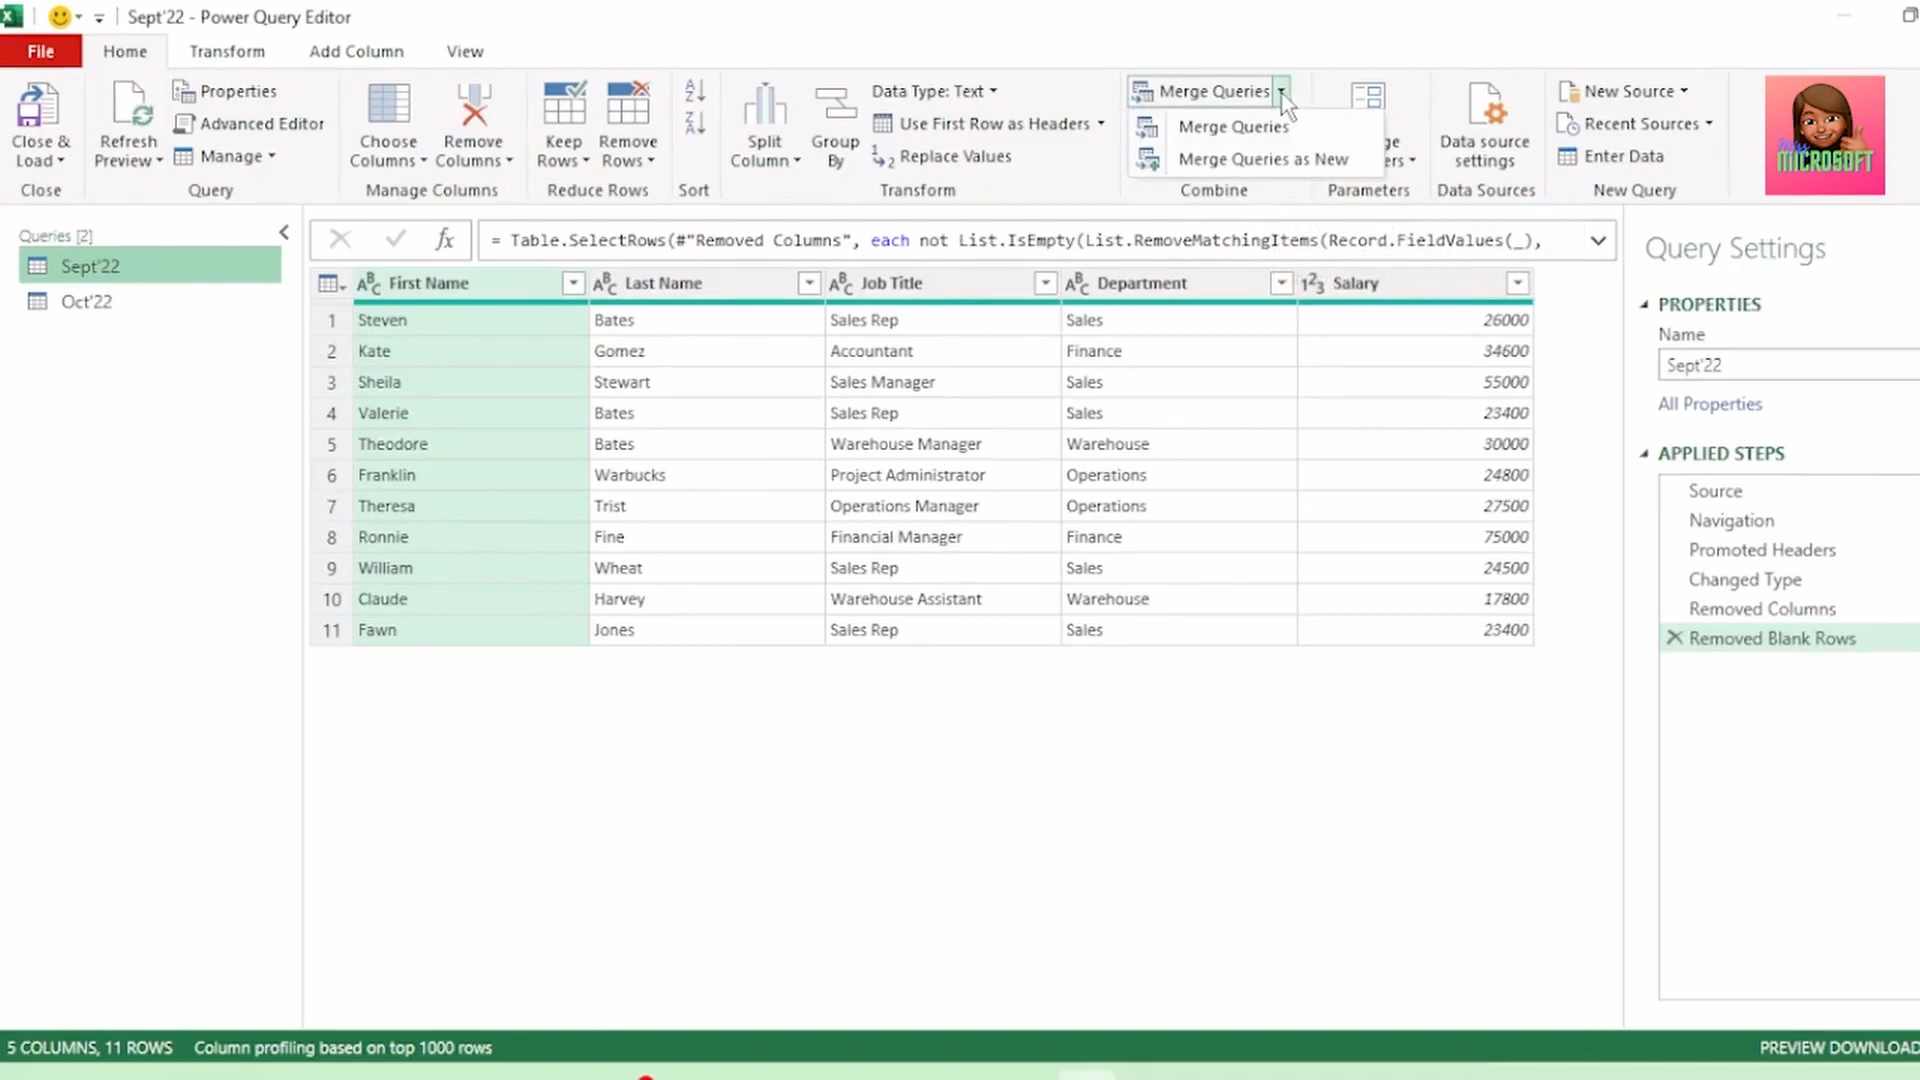 Sept'22 - Power Query Editor
File Home Transform Add Column View
Close & Load
Close
Refresh Preview
Properties
Advanced Editor
Manage
Query
Choose Columns
Remove Columns
Manage Columns
Keep Rows
Remove Rows
Reduce Rows
A Z
Z A
Sort
Split Column
Group By
Data Type: Text
Use First Row as Headers
1 2 Replace Values
Transform
Merge Queries
Merge Queries
Merge Queries as New
Combine
Parameters
Data source settings
Data Sources
New Source
Recent Sources
Enter Data
New Query
Miss
MICROSOFT
Queries [2]
Sept'22
Oct'22
fx = Table.SelectRows(#"Removed Columns", each not List.IsEmpty(List.RemoveMatchingItems(Record.FieldValues(_),
ABC First Name ABC Last Name ABC Job Title ABC Department 123 Salary
1 Steven Bates Sales Rep Sales 26000
2 Kate Gomez Accountant Finance 34600
3 Sheila Stewart Sales Manager Sales 55000
4 Valerie Bates Sales Rep Sales 23400
5 Theodore Bates Warehouse Manager Warehouse 30000
6 Franklin Warbucks Project Administrator Operations 24800
7 Theresa Trist Operations Manager Operations 27500
8 Ronnie Fine Financial Manager Finance 75000
9 William Wheat Sales Rep Sales 24500
10 Claude Harvey Warehouse Assistant Warehouse 17800
11 Fawn Jones Sales Rep Sales 23400
Query Settings
PROPERTIES
Name
Sept'22
All Properties
APPLIED STEPS
Source
Navigation
Promoted Headers
Changed Type
Removed Columns
Removed Blank Rows
5 COLUMNS, 11 ROWS Column profiling based on top 1000 rows
PREVIEW DOWNLOAD